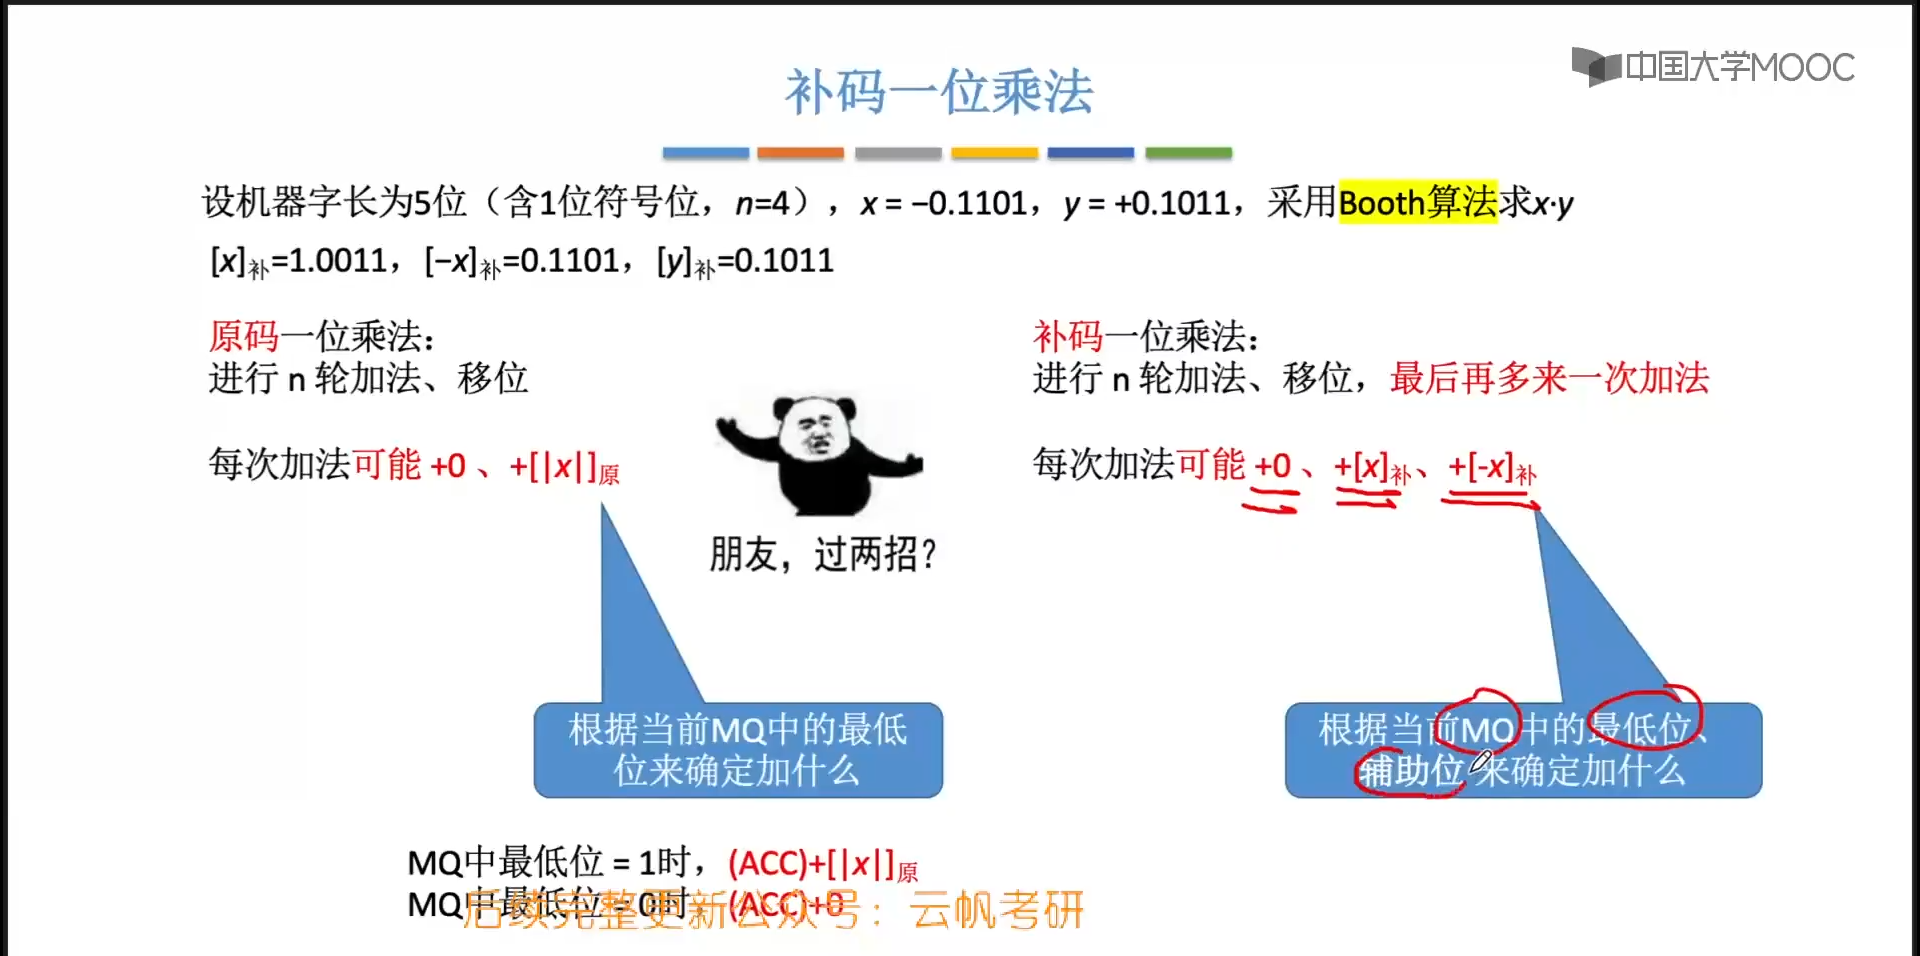 中国大学MOOC
补码一位乘法
设机器字长为5位（含1位符号位，n=4），x = −0.1101，y = +0.1011，采用Booth算法求x·y
[x]补=1.0011，[−x]补=0.1101，[y]补=0.1011
原码一位乘法：
进行 n 轮加法、移位
每次加法可能 +0 、+[|x|]原
朋友，过两招？
根据当前MQ中的最低
位来确定加什么
补码一位乘法：
进行 n 轮加法、移位，最后再多来一次加法
每次加法可能 +0 、+[x]补、+[-x]补
根据当前MQ中的最低位、
辅助位 来确定加什么
MQ中最低位 = 1时，(ACC)+[|x|]原
MQ中最低位 = 0时，(ACC)+0
后续完整更新公众号：云帆考研